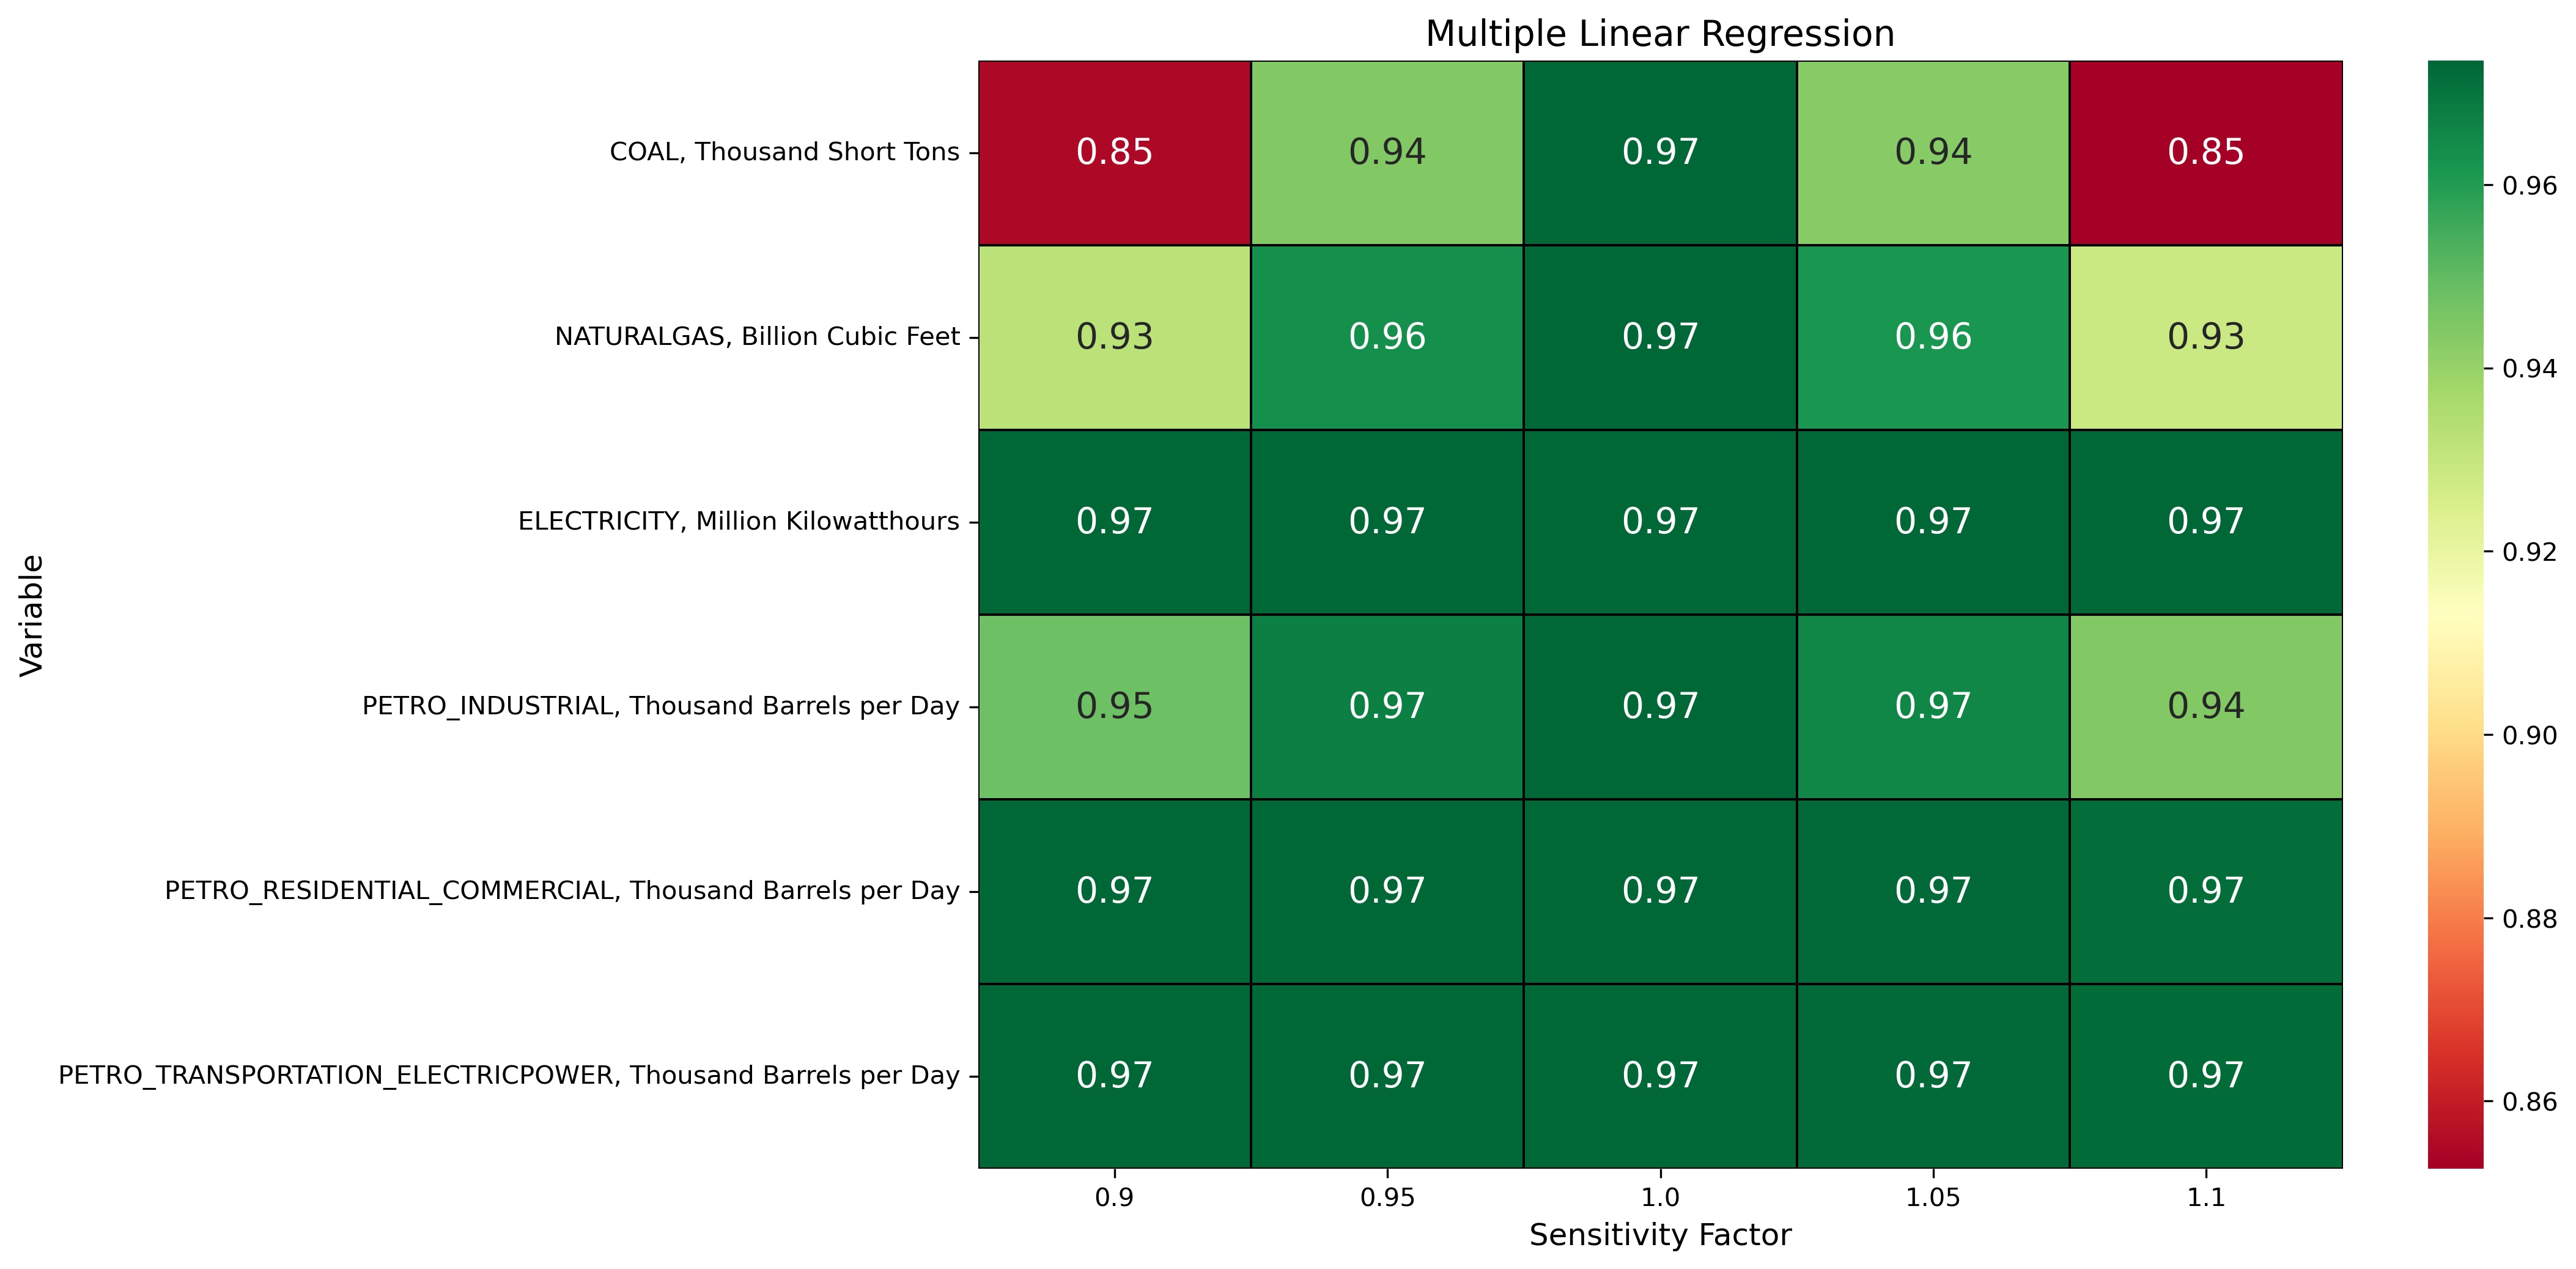 Multiple Linear Regression
COAL, Thousand Short Tons
0.85 0.94 0.97 0.94 0.85
NATURALGAS, Billion Cubic Feet
0.93 0.96 0.97 0.96 0.93
ELECTRICITY, Million Kilowatthours
0.97 0.97 0.97 0.97 0.97
PETRO_INDUSTRIAL, Thousand Barrels per Day
0.95 0.97 0.97 0.97 0.94
PETRO_RESIDENTIAL_COMMERCIAL, Thousand Barrels per Day
0.97 0.97 0.97 0.97 0.97
PETRO_TRANSPORTATION_ELECTRICPOWER, Thousand Barrels per Day
0.97 0.97 0.97 0.97 0.97
Variable
0.9 0.95 1.0 1.05 1.1
Sensitivity Factor
0.96
0.94
0.92
0.90
0.88
0.86